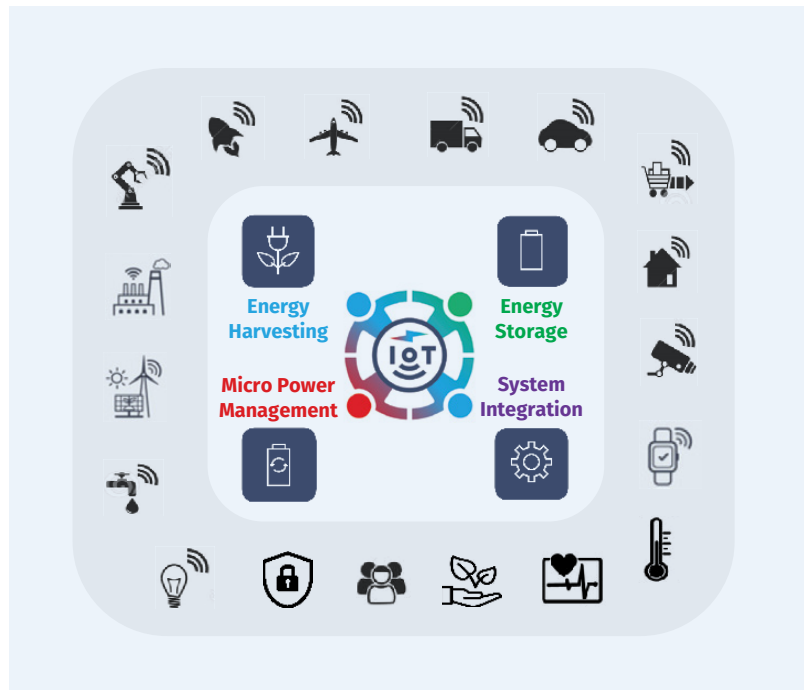 Energy
Harvesting
Energy
Storage
IoT
Micro Power
Management
System
Integration